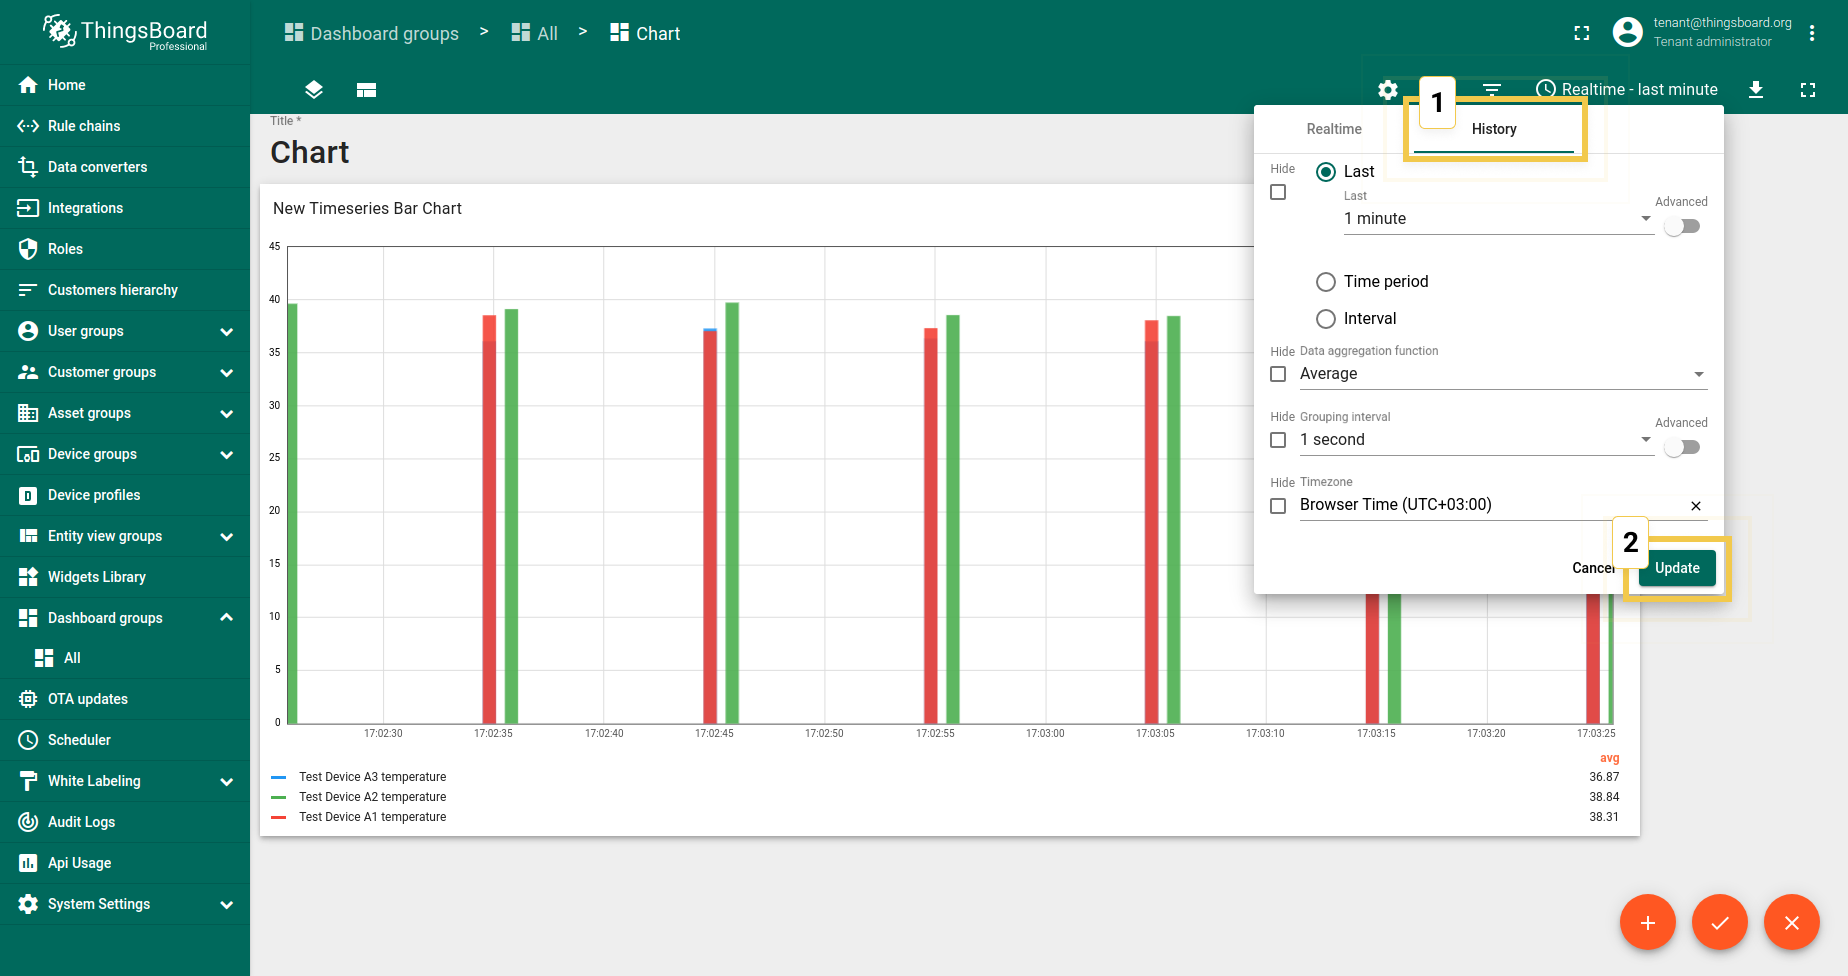 ThingsBoard
Professional
Dashboard groups > All > Chart
tenant@thingsboard.org
Tenant administrator
Home
Rule chains
Data converters
Integrations
Roles
Customers hierarchy
User groups
Customer groups
Asset groups
Device groups
Device profiles
Entity view groups
Widgets Library
Dashboard groups
All
OTA updates
Scheduler
White Labeling
Audit Logs
Api Usage
System Settings
Realtime - last minute
Title *
Chart
New Timeseries Bar Chart
45
40
35
30
25
20
15
10
5
0
17:02:30 17:02:35 17:02:40 17:02:45 17:02:50 17:02:55 17:03:00 17:03:05 17:03:10 17:03:15 17:03:20 17:03:25
avg
Test Device A3 temperature 36.87
Test Device A2 temperature 38.84
Test Device A1 temperature 38.31
1
Realtime History
Hide Last
Last
1 minute
Advanced
Time period
Interval
Hide Data aggregation function
Average
Hide Grouping interval
1 second
Advanced
Hide Timezone
Browser Time (UTC+03:00)
2
Cancel Update